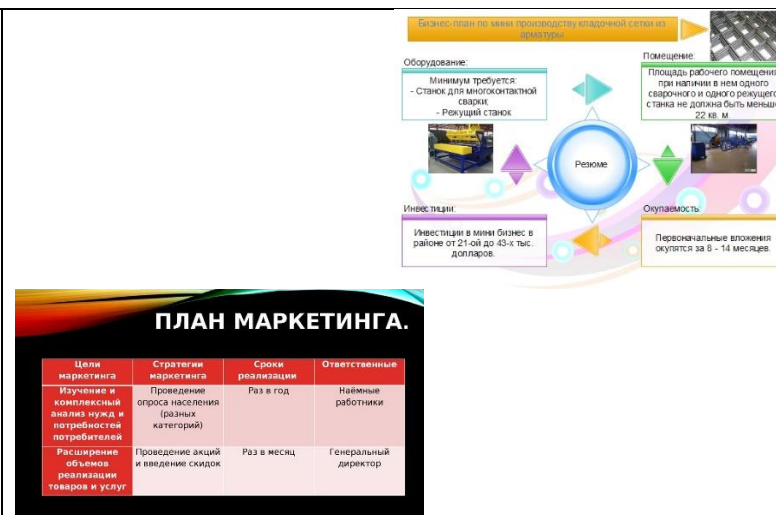 Бизнес-план по мини производству кладочной сетки из
арматуры
Оборудование:
Минимум требуется:
- Станок для многоконтактной
сварки;
- Режущий станок
Помещение:
Площадь рабочего помещения
при наличии в нем одного
сварочного и одного режущего
станка не должна быть меньше
22 кв. м.
Резюме
Инвестиции:
Инвестиции в мини бизнес в
районе от 21-ой до 43-х тыс.
долларов.
Окупаемость:
Первоначальные вложения
окупятся за 8 - 14 месяцев.
ПЛАН МАРКЕТИНГА.
Цели
маркетинга
Стратегии
маркетинга
Сроки
реализации
Ответственные
Изучение и
комплексный
анализ нужд и
потребностей
потребителей
Проведение
опроса населения
(разных
категорий)
Раз в год
Наёмные
работники
Расширение
объемов
реализации
товаров и услуг
Проведение акций
и введение скидок
Раз в месяц
Генеральный
директор